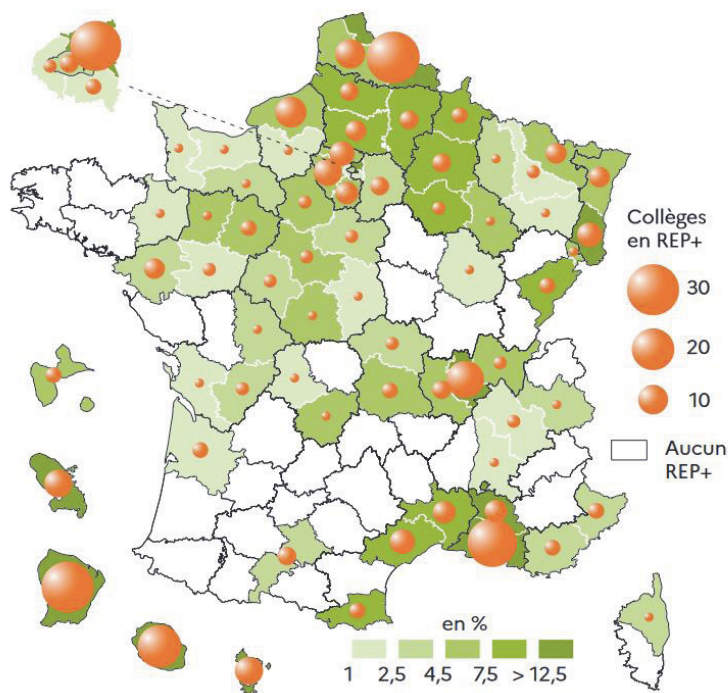 Collèges
en REP+
30
20
10
Aucun
REP+
en %
1 2,5 4,5 7,5 > 12,5